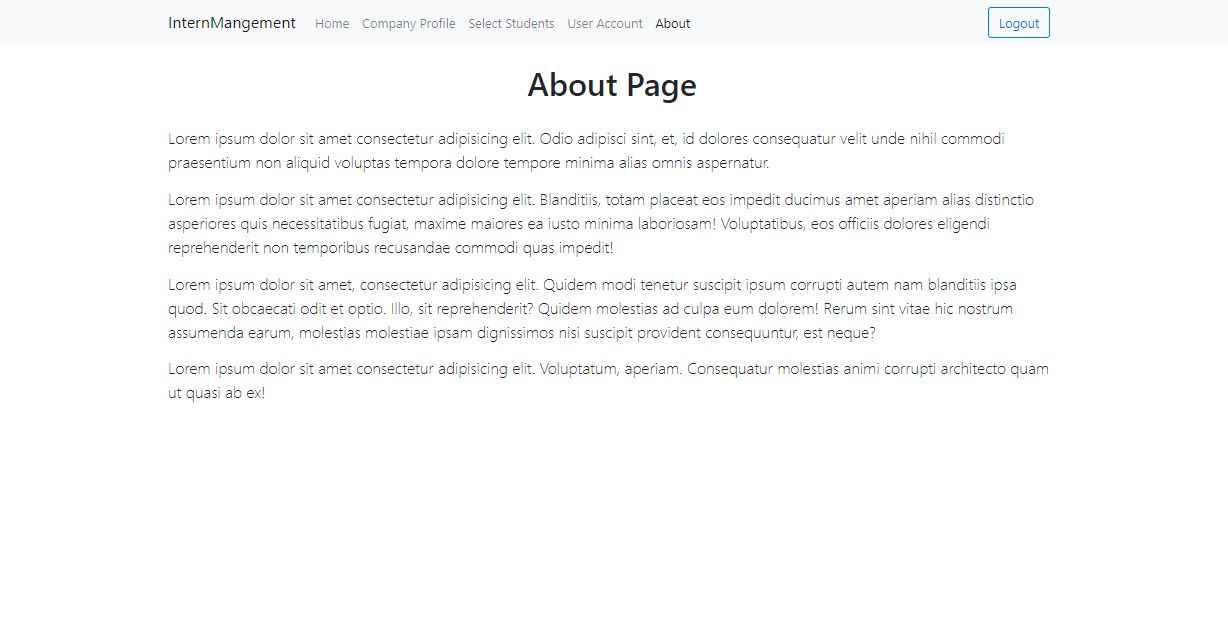 InternMangement Home Company Profile Select Students User Account About Logout
About Page
Lorem ipsum dolor sit amet consectetur adipisicing elit. Odio adipisci sint, et, id dolores consequatur velit unde nihil commodi
praesentium non aliquid voluptas tempora dolore tempore minima alias omnis aspernatur.
Lorem ipsum dolor sit amet consectetur adipisicing elit. Blanditiis, totam placeat eos impedit ducimus amet aperiam alias distinctio
asperiores quis necessitatibus fugiat, maxime maiores ea iusto minima laboriosam! Voluptatibus, eos officiis dolores eligendi
reprehenderit non temporibus recusandae commodi quas impedit!
Lorem ipsum dolor sit amet, consectetur adipisicing elit. Quidem modi tenetur suscipit ipsum corrupti autem nam blanditiis ipsa
quod. Sit obcaecati odit et optio. Illo, sit reprehenderit? Quidem molestias ad culpa eum dolorem! Rerum sint vitae hic nostrum
assumenda earum, molestias molestiae ipsam dignissimos nisi suscipit provident consequuntur, est neque?
Lorem ipsum dolor sit amet consectetur adipisicing elit. Voluptatum, aperiam. Consequatur molestias animi corrupti architecto quam
ut quasi ab ex!